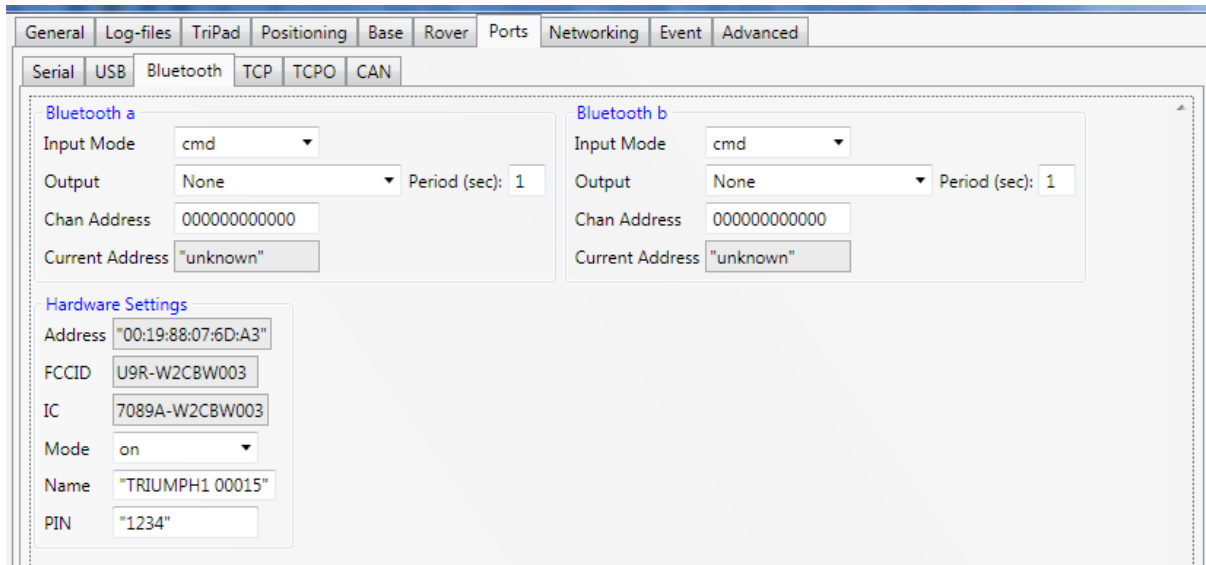 General Log-files TriPad Positioning Base Rover Ports Networking Event Advanced
Serial USB Bluetooth TCP TCPO CAN
Bluetooth a
Input Mode cmd
Output None Period (sec): 1
Chan Address 000000000000
Current Address "unknown"
Bluetooth b
Input Mode cmd
Output None Period (sec): 1
Chan Address 000000000000
Current Address "unknown"
Hardware Settings
Address "00:19:88:07:6D:A3"
FCCID U9R-W2CBW003
IC 7089A-W2CBW003
Mode on
Name "TRIUMPH1 00015"
PIN "1234"